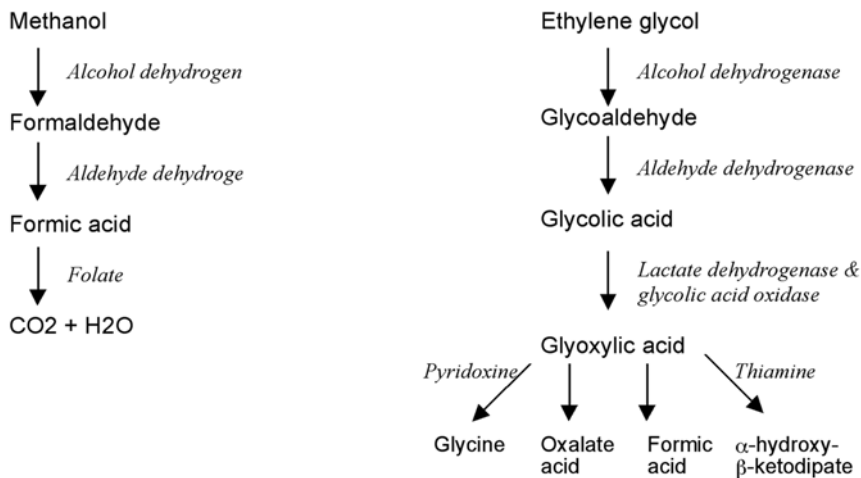 Methanol
Alcohol dehydrogen
Formaldehyde
Aldehyde dehydroge
Formic acid
Folate
CO2 + H2O
Ethylene glycol
Alcohol dehydrogenase
Glycoaldehyde
Aldehyde dehydrogenase
Glycolic acid
Lactate dehydrogenase &
glycolic acid oxidase
Glyoxylic acid
Pyridoxine
Thiamine
Glycine
Oxalate
acid
Formic
acid
α-hydroxy-
β-ketodipate